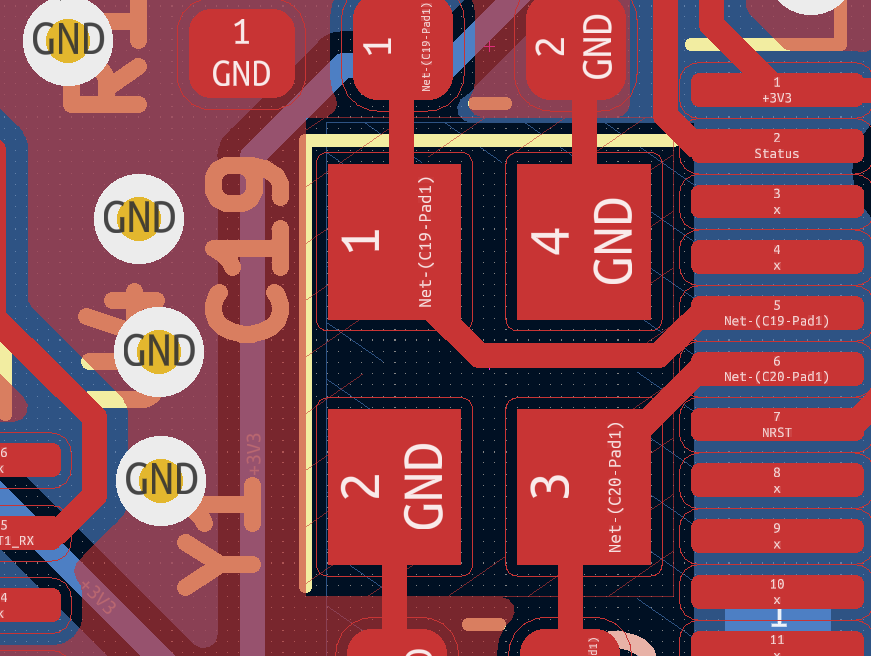 R1
GND
1
GND
1
Net-(C19-Pad1)
2
GND
1
+3V3
2
Status
3
x
4
x
5
Net-(C19-Pad1)
6
Net-(C20-Pad1)
7
NRST
8
x
9
x
10
x
1
11
x
GND
C19
1
Net-(C19-Pad1)
4
GND
GND
GND
+3V3
Y1
2
GND
3
Net-(C20-Pad1)
6
x
5
T1_RX
4
x
+3V3